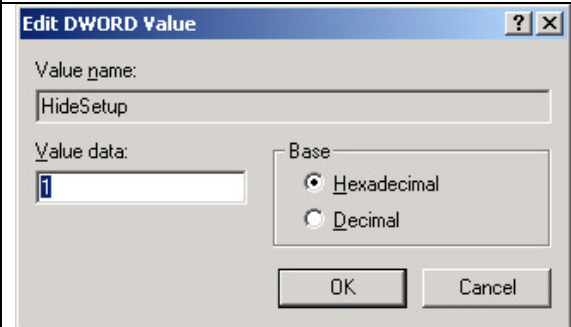 Edit DWORD Value
Value name:
HideSetup
Value data:
1
Base
Hexadecimal
Decimal
OK
Cancel